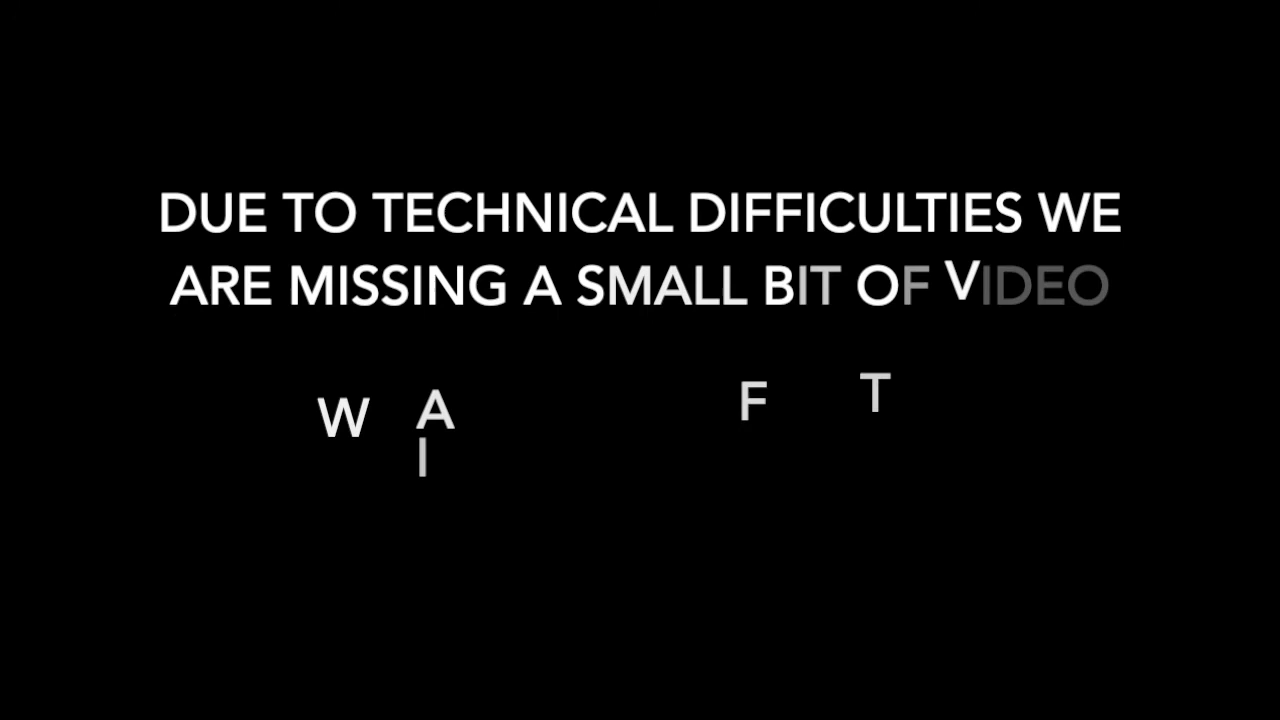 DUE TO TECHNICAL DIFFICULTIES WE
ARE MISSING A SMALL BIT OF VIDEO
W A F T
I